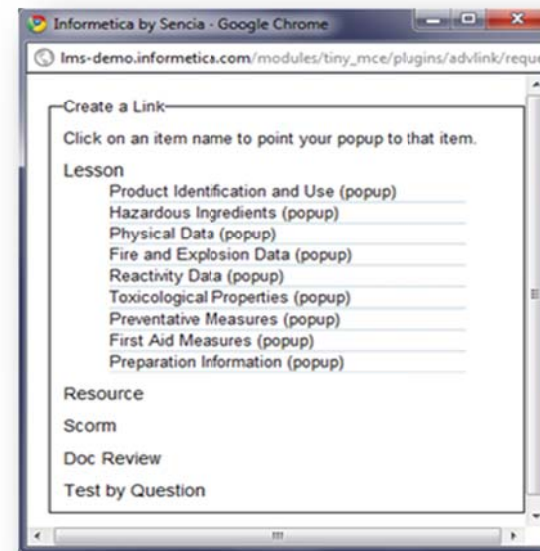 Informetica by Sencia - Google Chrome
lms-demo.informetica.com/modules/tiny_mce/plugins/advlink/reque
Create a Link
Click on an item name to point your popup to that item.
Lesson
Product Identification and Use (popup)
Hazardous Ingredients (popup)
Physical Data (popup)
Fire and Explosion Data (popup)
Reactivity Data (popup)
Toxicological Properties (popup)
Preventative Measures (popup)
First Aid Measures (popup)
Preparation Information (popup)
Resource
Scorm
Doc Review
Test by Question